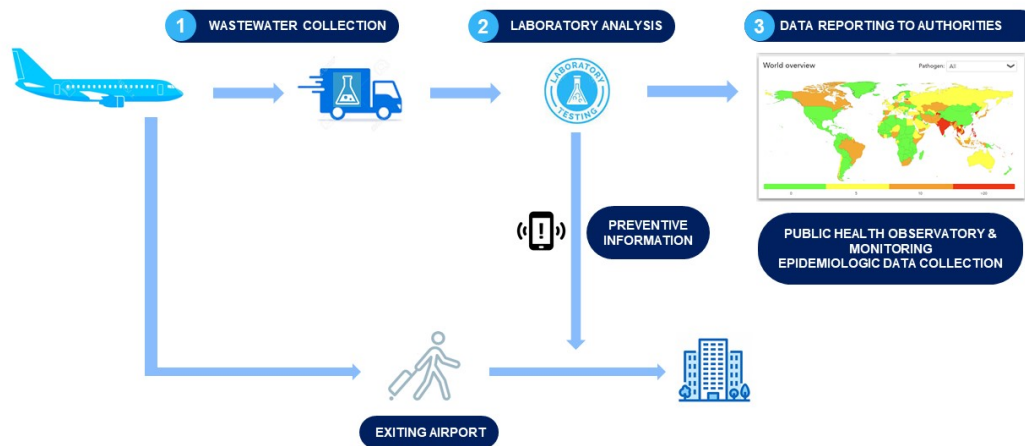 1 WASTEWATER COLLECTION
2 LABORATORY ANALYSIS
3 DATA REPORTING TO AUTHORITIES
LABORATORY
TESTING
World overview
Pathogen: All
PREVENTIVE
INFORMATION
PUBLIC HEALTH OBSERVATORY &
MONITORING
EPIDEMIOLOGIC DATA COLLECTION
EXITING AIRPORT